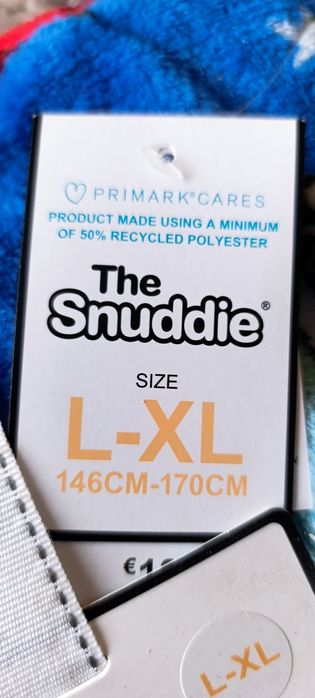 PRIMARK®CARES
PRODUCT MADE USING A MINIMUM
OF 50% RECYCLED POLYESTER
The
Snuddie®
SIZE
L-XL
146CM-170CM
€
L-XL